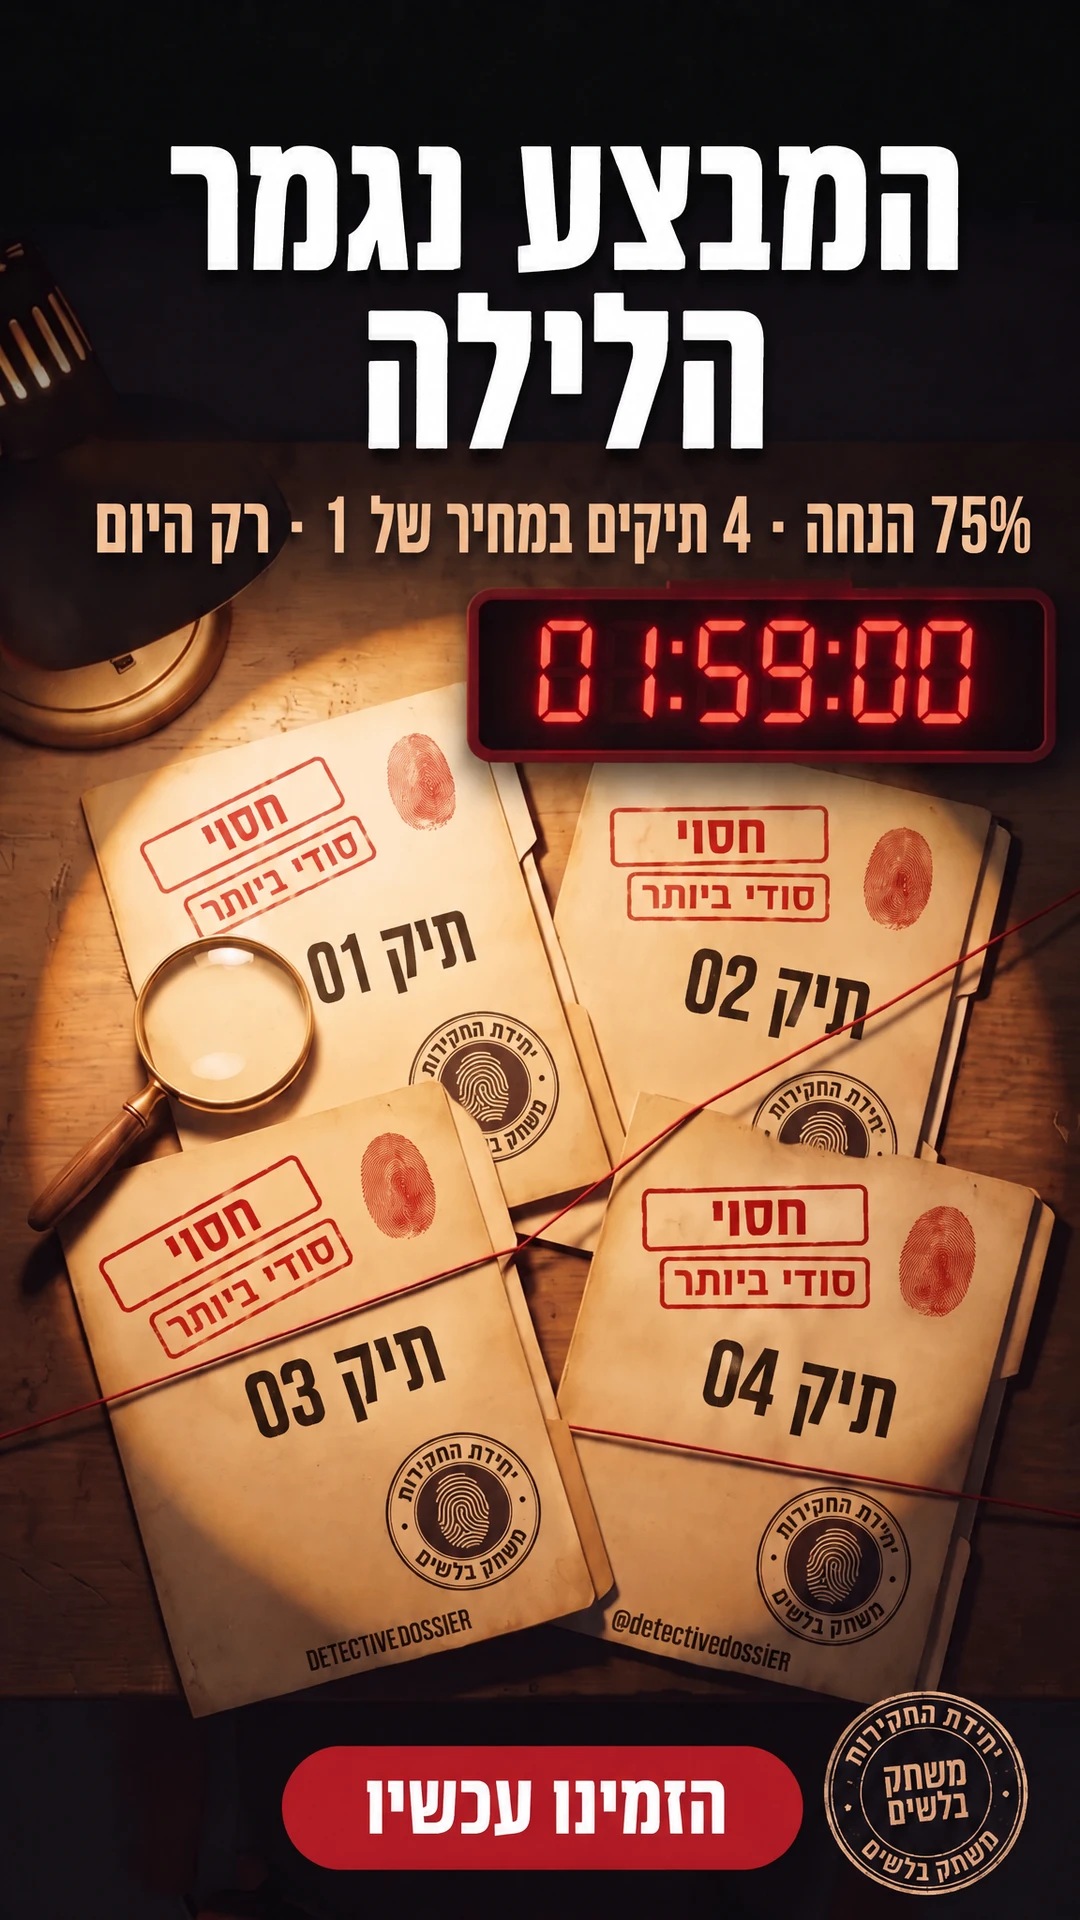 המבצע נגמר
הלילה
75% הנחה · 4 תיקים במחיר של 1 · רק היום
01:59:00
חסוי
סודי ביותר
תיק 01
יחידת החקירות
משחק ב
חסוי
סודי ביותר
תיק 02
יחידת החקירות
חסוי
סודי ביותר
תיק 03
יחידת החקירות
משחק בלשים
DETECTIVEDOSSIER
חסוי
סודי ביותר
תיק 04
יחידת החקירות
משחק בלשים
@detectivedossier
הזמינו עכשיו
יחידת החקירות
משחק
בלשים
משחק בלשים